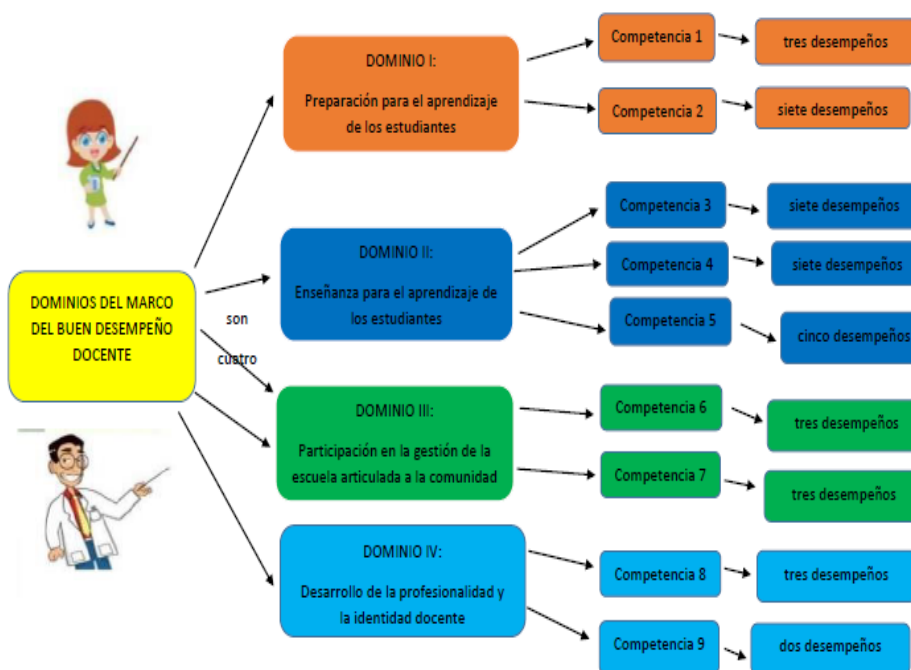 DOMINIOS DEL MARCO
DEL BUEN DESEMPEÑO
DOCENTE
son
cuatro
DOMINIO I:
Preparación para el aprendizaje
de los estudiantes
Competencia 1
tres desempeños
Competencia 2
siete desempeños
DOMINIO II:
Enseñanza para el aprendizaje de
los estudiantes
Competencia 3
siete desempeños
Competencia 4
siete desempeños
Competencia 5
cinco desempeños
DOMINIO III:
Participación en la gestión de la
escuela articulada a la comunidad
Competencia 6
tres desempeños
Competencia 7
tres desempeños
DOMINIO IV:
Desarrollo de la profesionalidad y
la identidad docente
Competencia 8
tres desempeños
Competencia 9
dos desempeños